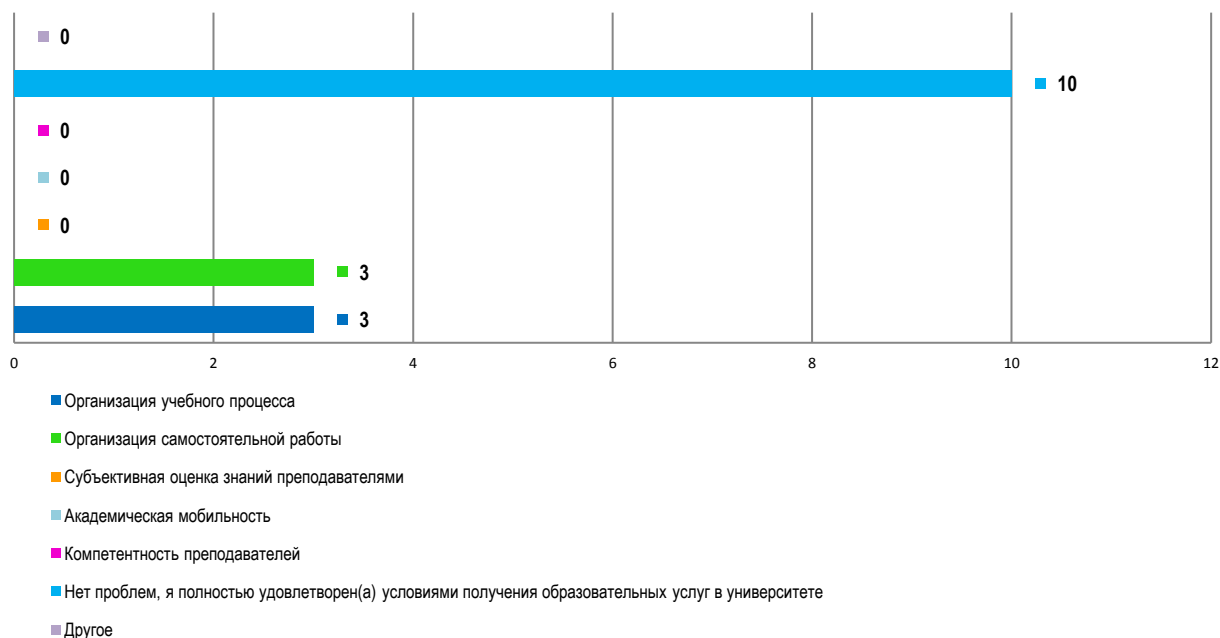 0
10
0
0
0
3
3
0 2 4 6 8 10 12
Организация учебного процесса
Организация самостоятельной работы
Субъективная оценка знаний преподавателями
Академическая мобильность
Компетентность преподавателей
Нет проблем, я полностью удовлетворен(а) условиями получения образовательных услуг в университете
Другое